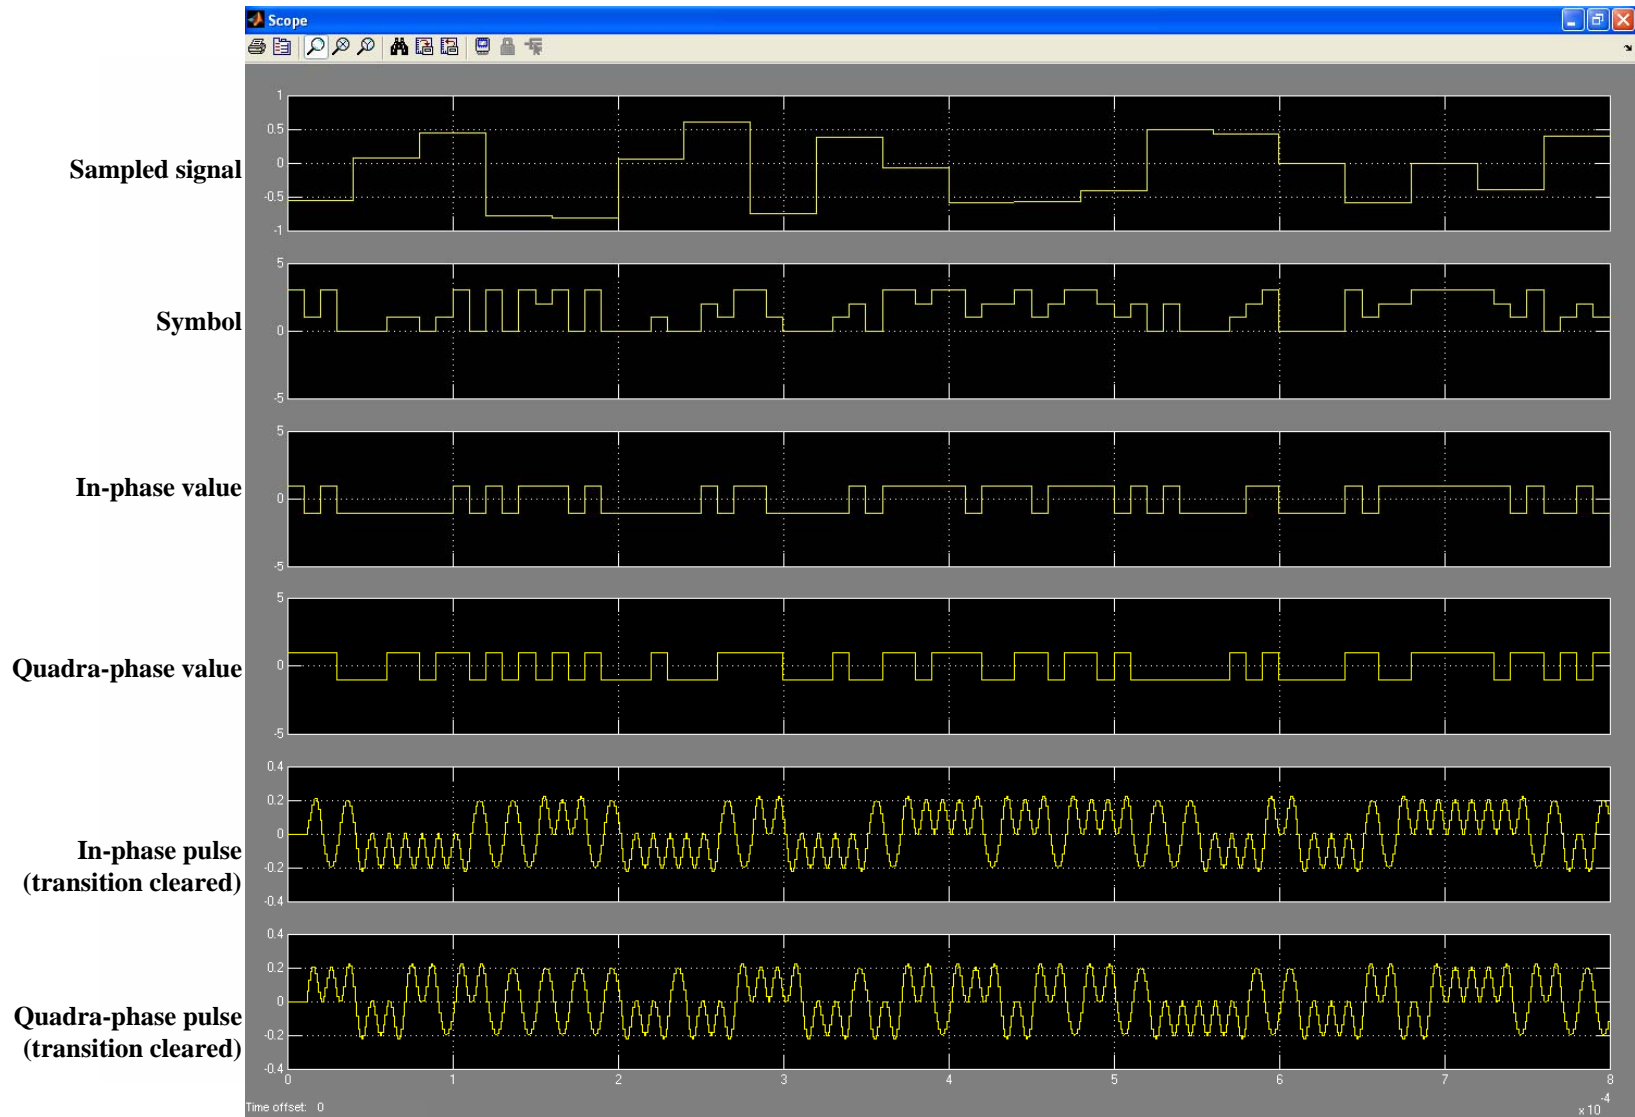 Scope
Sampled signal
1
0.5
0
-0.5
-1
Symbol
5
0
-5
In-phase value
5
0
-5
Quadra-phase value
5
0
-5
In-phase pulse
(transition cleared)
0.4
0.2
0
-0.2
-0.4
Quadra-phase pulse
(transition cleared)
0.4
0.2
0
-0.2
-0.4
0 1 2 3 4 5 6 7 8
Time offset: 0
x 10^-4